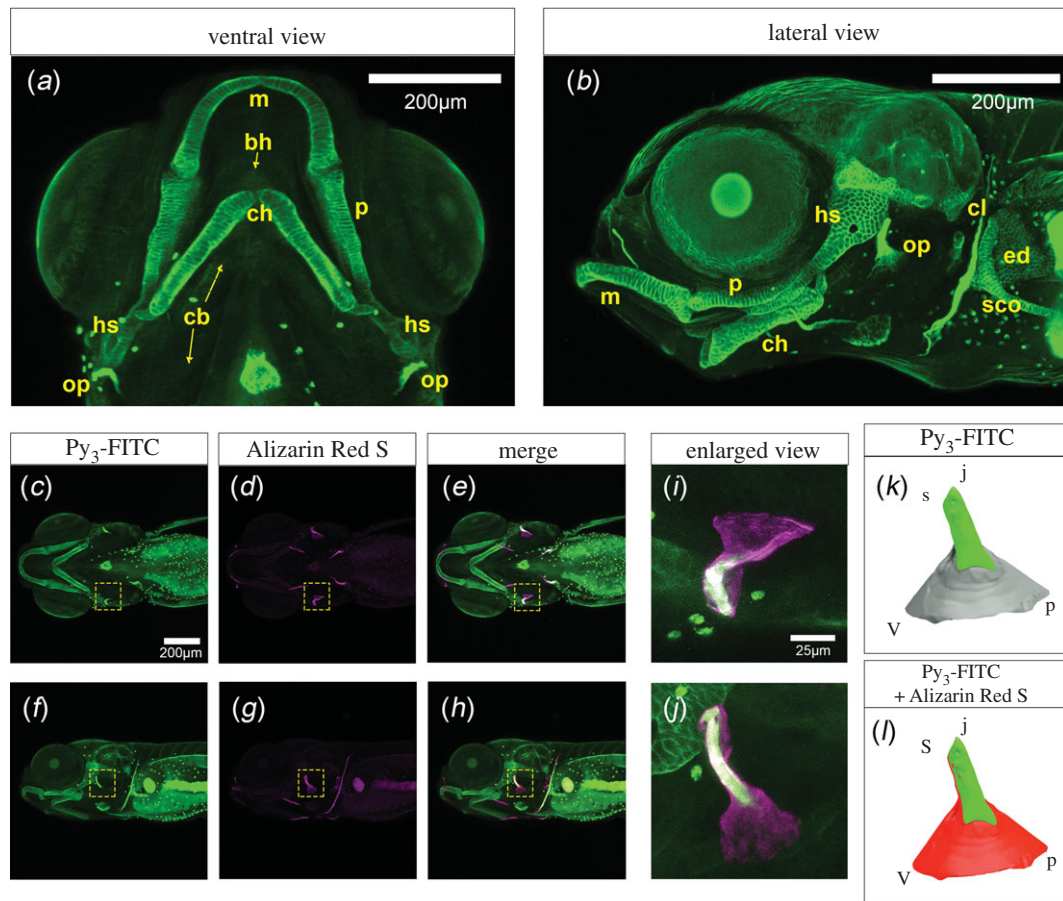 ventral view
lateral view
(a)
200µm
m
bh
ch
p
cb
hs
hs
op
op
(b)
200µm
hs
cl
op
ed
p
m
sco
ch
Py3-FITC
Alizarin Red S
merge
enlarged view
Py3-FITC
(c)
200µm
(d)
(e)
(i)
25µm
(k)
j
s
V
p
(f)
(g)
(h)
(j)
Py3-FITC
+ Alizarin Red S
(l)
j
S
V
p